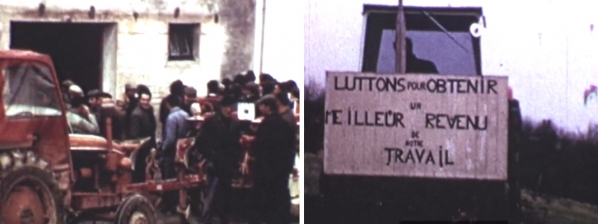 LUTTONS POUR OBTENIR
UN
MEILLEUR REVENU
DE
NOTRE
TRAVAIL